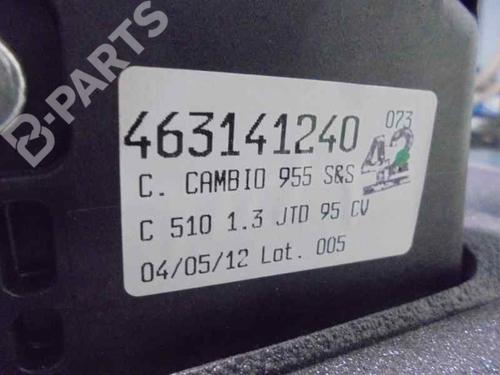 B-PARTS
463141240
073
42
C. CAMBIO 955 S&S
C 510 1.3 JTD 95 CV
04/05/12 Lot. 005